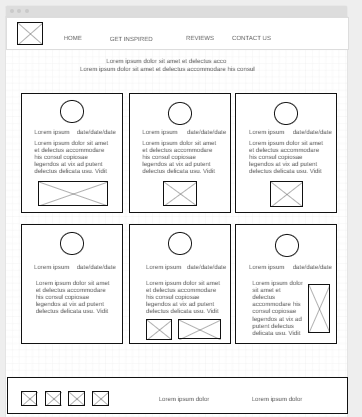 HOME GET INSPIRED REVIEWS CONTACT US
Lorem ipsum dolor sit amet el delectus acco
Lorem ipsum dolor sit amet el delectus accommodare his consul
Lorem ipsum date/date/date
Lorem ipsum dolor sit amet
el delectus accommodare
his consul copiosae
legendos at vix ad putent
delectus delicata usu. Vidit
Lorem ipsum date/date/date
Lorem ipsum dolor sit amet
el delectus accommodare
his consul copiosae
legendos at vix ad putent
delectus delicata usu. Vidit
Lorem ipsum date/date/date
Lorem ipsum dolor sit amet
el delectus accommodare
his consul copiosae
legendos at vix ad putent
delectus delicata usu. Vidit
Lorem ipsum date/date/date
Lorem ipsum dolor sit amet
el delectus accommodare
his consul copiosae
legendos at vix ad putent
delectus delicata usu. Vidit
Lorem ipsum date/date/date
Lorem ipsum dolor sit amet
el delectus accommodare
his consul copiosae
legendos at vix ad putent
delectus delicata usu. Vidit
Lorem ipsum date/date/date
Lorem ipsum dolor
sit amet el
delectus
accommodare his
consul copiosae
legendos at vix ad
putent delectus
delicata usu. Vidit
Lorem ipsum dolor Lorem ipsum dolor